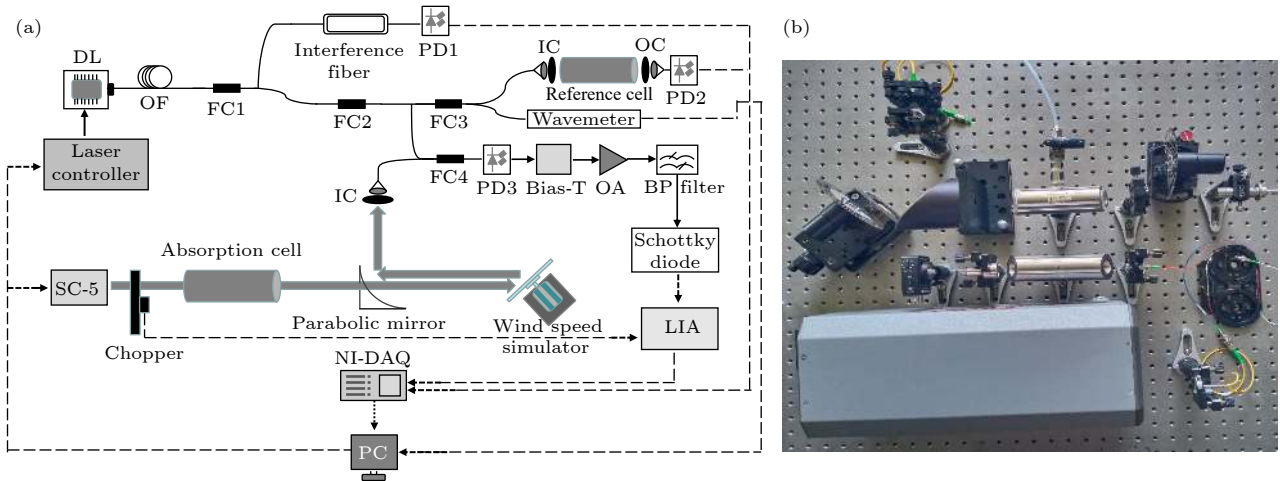 (a)
(b)
DL
OF
FC1
Interference
fiber
PD1
IC
OC
Reference cell
PD2
FC2
FC3
Wavemeter
Laser
controller
FC4
PD3
Bias-T
OA
BP filter
IC
Absorption cell
Schottky
diode
SC-5
Parabolic mirror
Wind speed
simulator
LIA
Chopper
NI-DAQ
PC